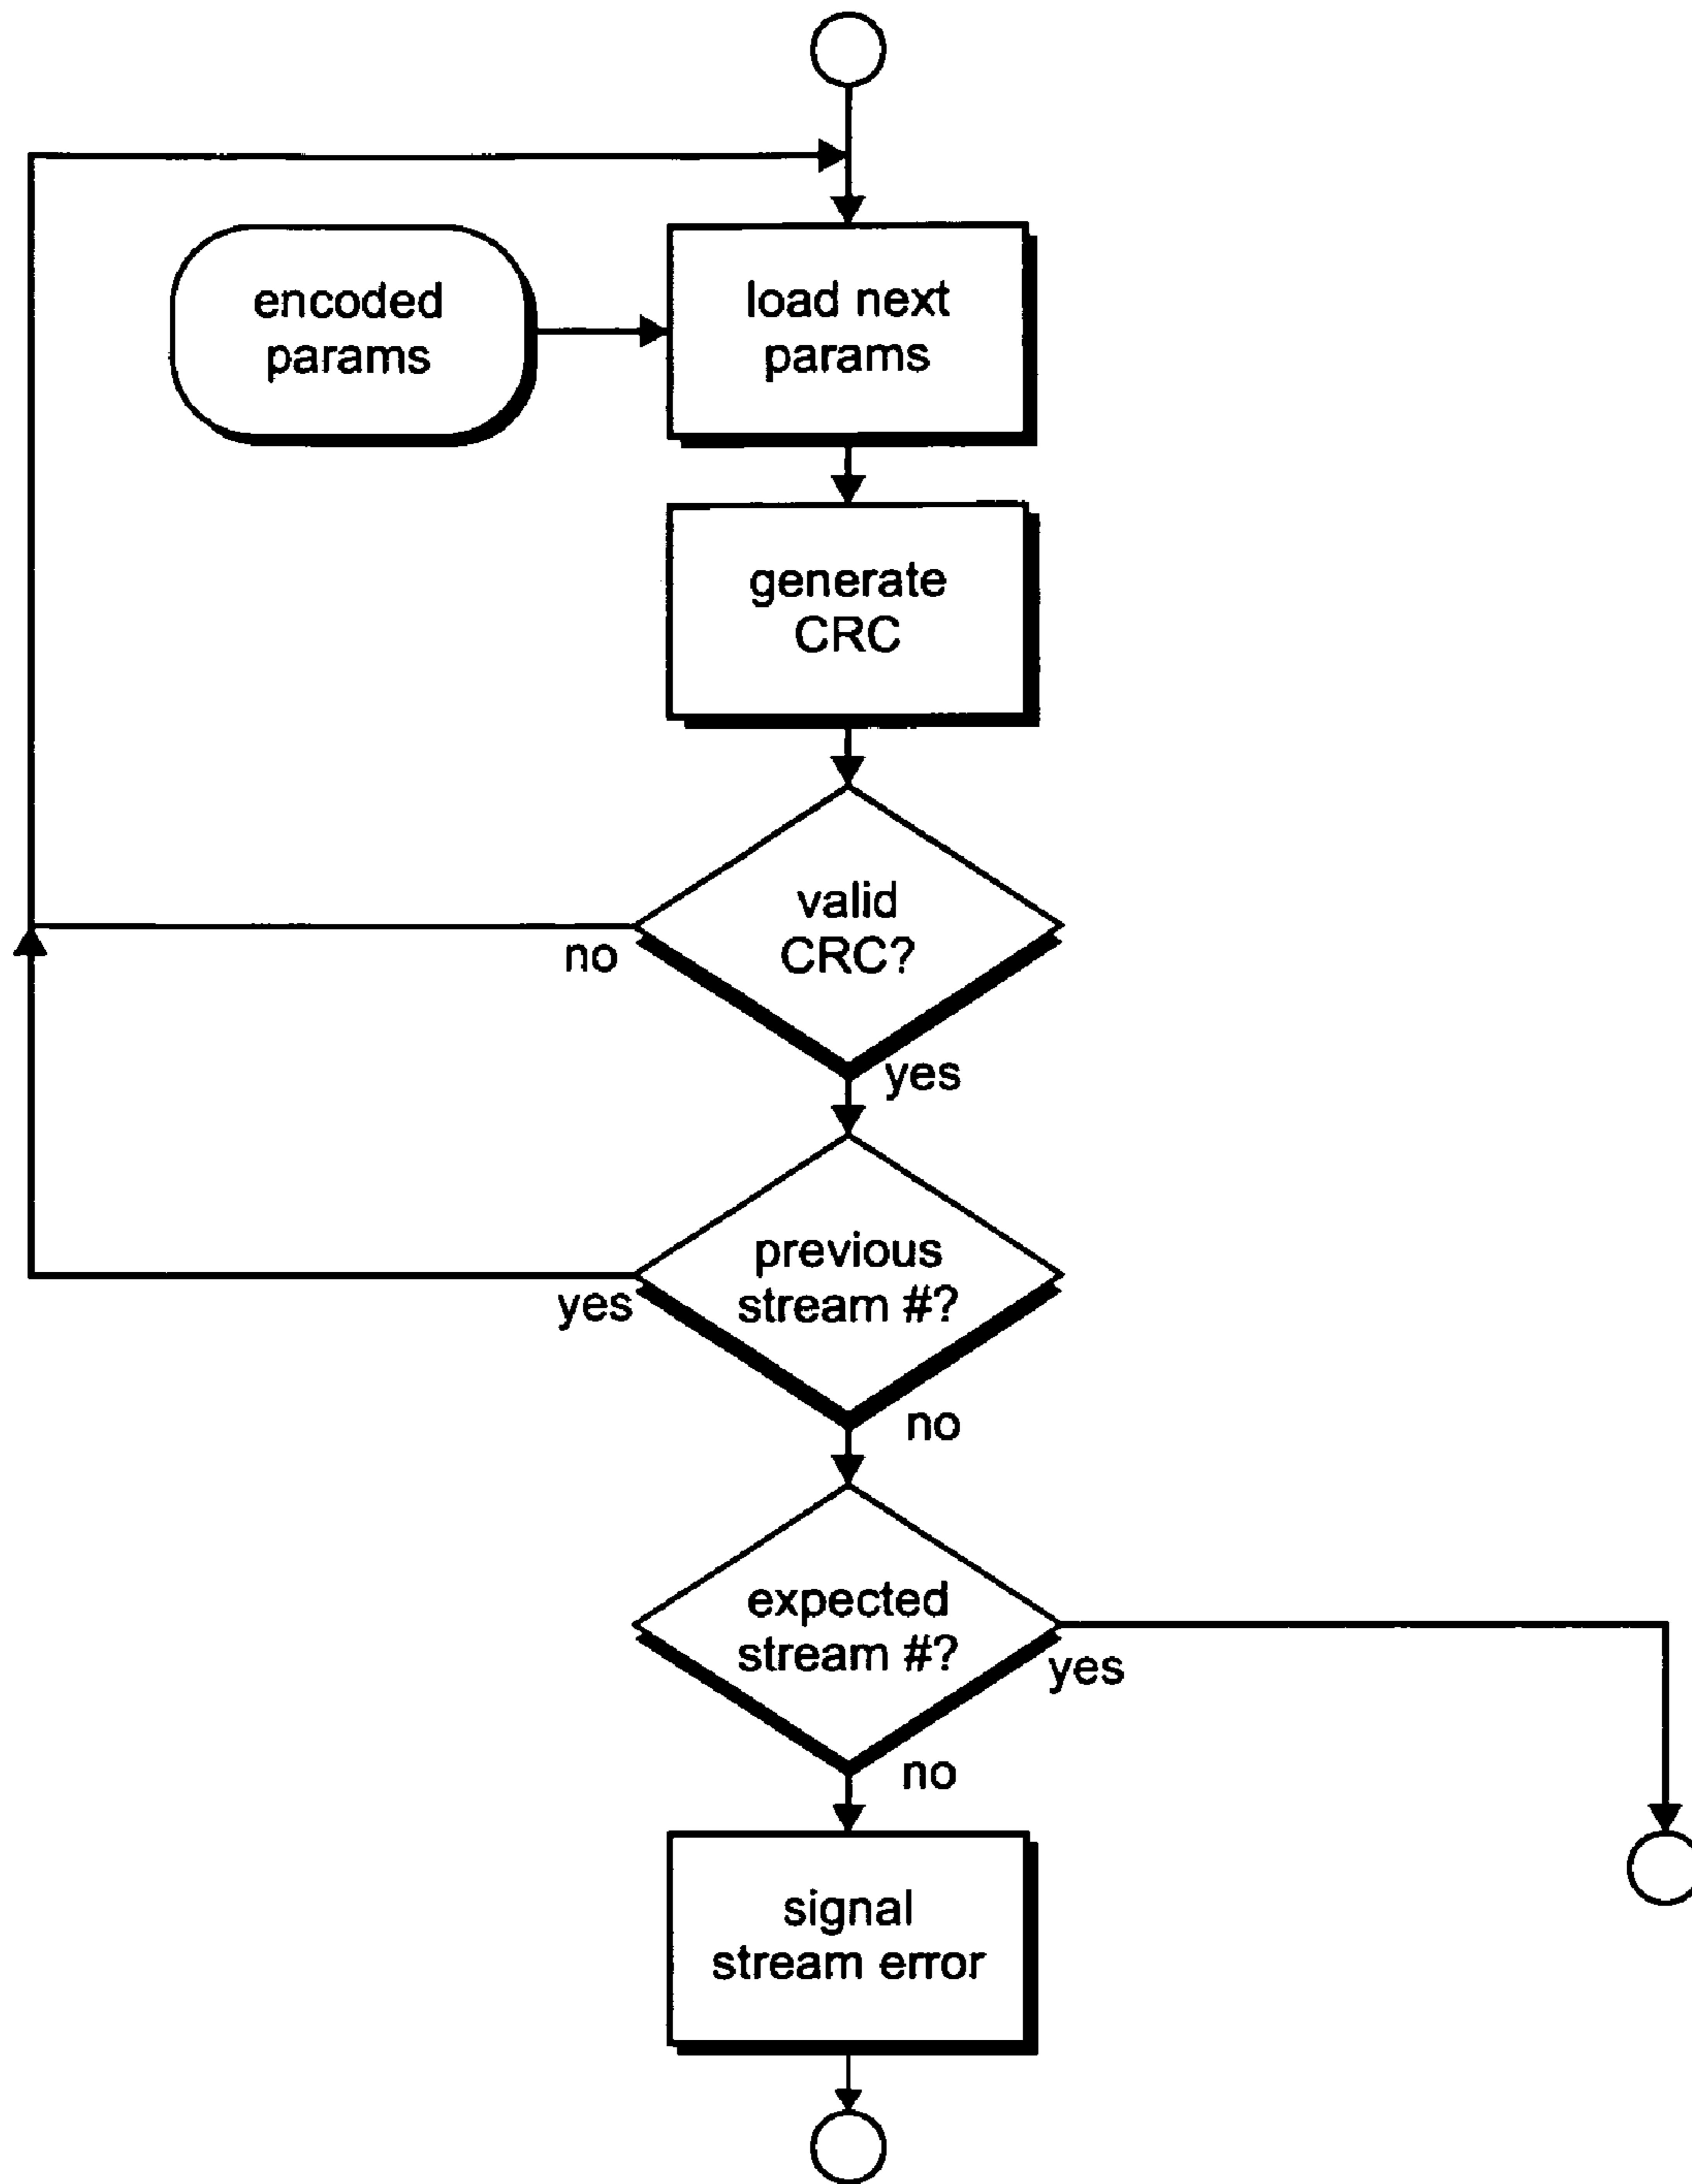 encoded
params
load next
params
generate
CRC
valid
CRC?
no
yes
previous
stream #?
yes
no
expected
stream #?
yes
no
signal
stream error